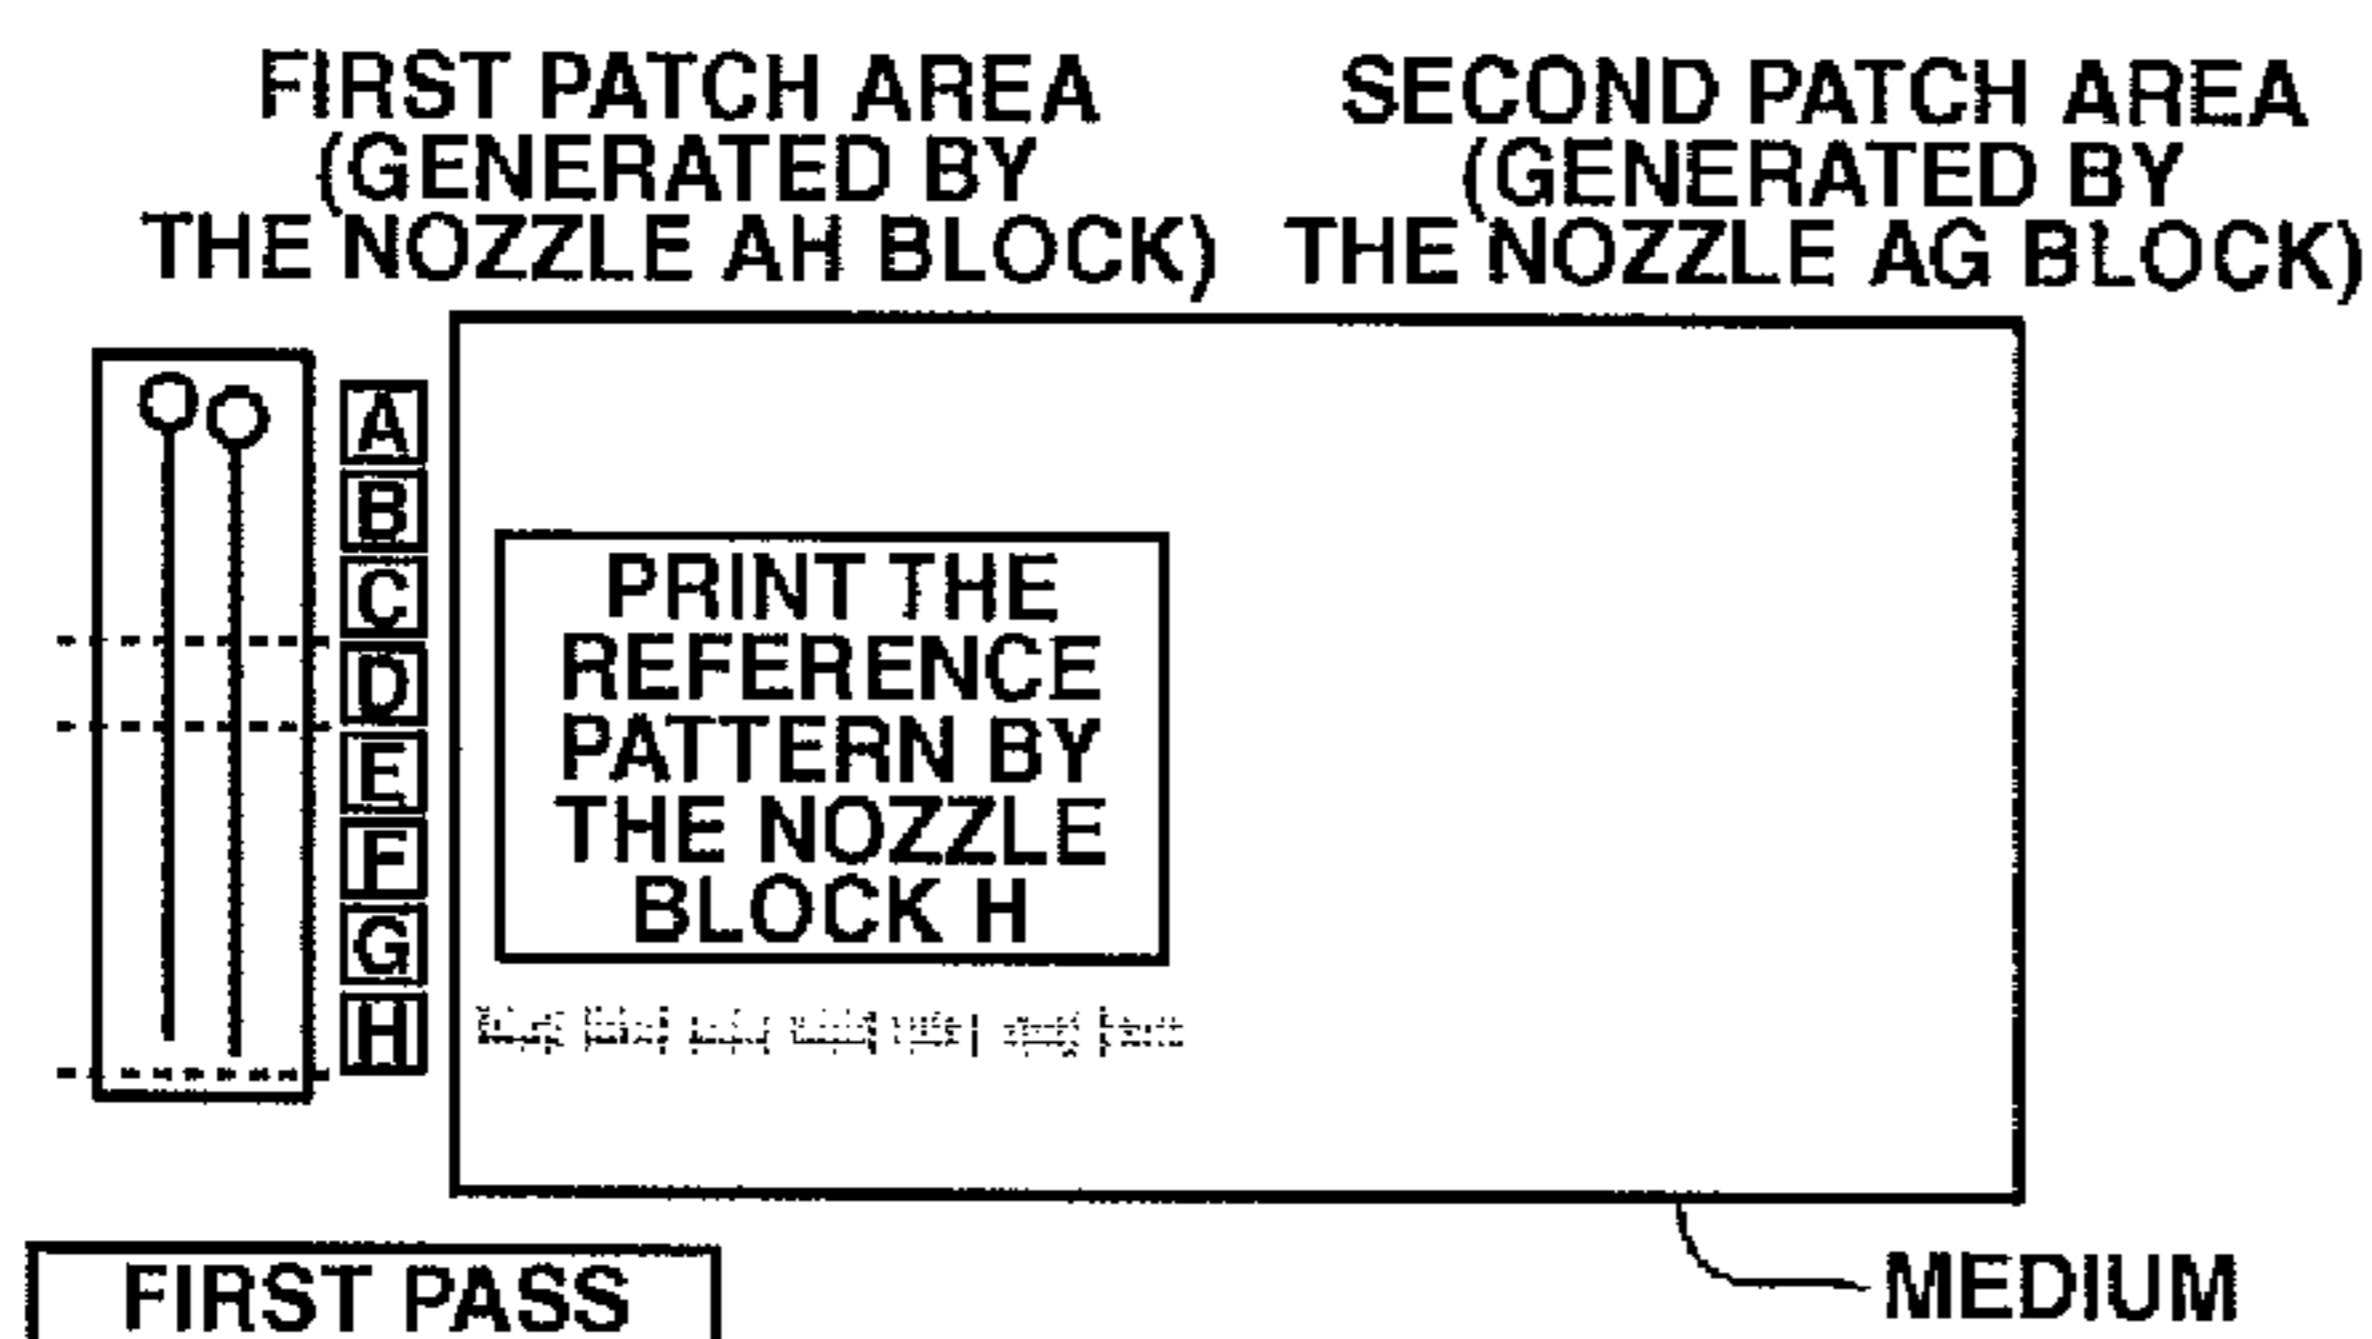 FIRST PATCH AREA
(GENERATED BY
THE NOZZLE AH BLOCK)
SECOND PATCH AREA
(GENERATED BY
THE NOZZLE AG BLOCK)
A
B
C
D
E
F
G
H
PRINT THE
REFERENCE
PATTERN BY
THE NOZZLE
BLOCK H
FIRST PASS
MEDIUM